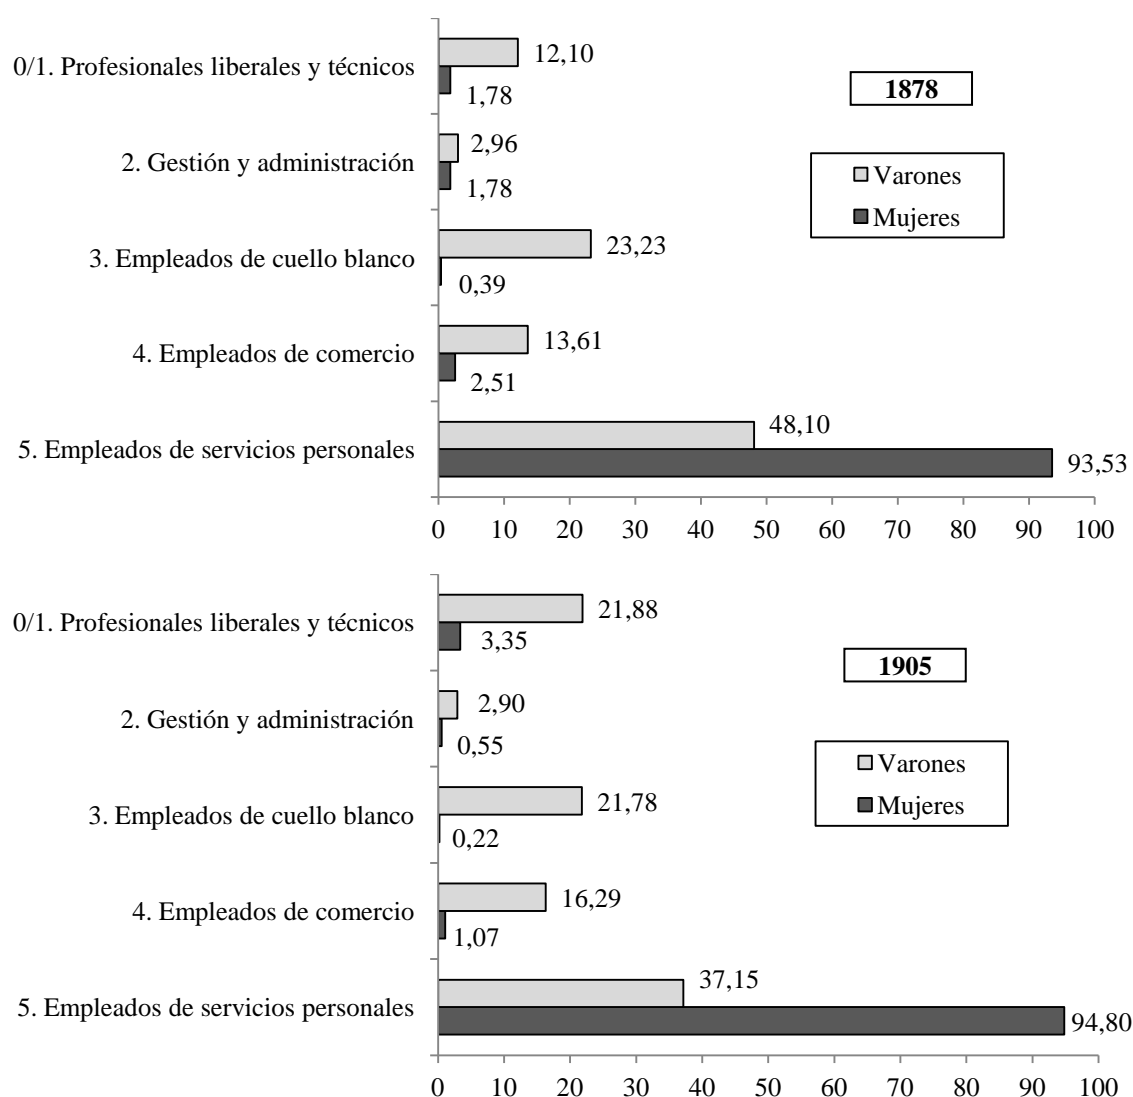 0/1. Profesionales liberales y técnicos
12,10
1,78
1878
2. Gestión y administración
2,96
1,78
Varones
Mujeres
3. Empleados de cuello blanco
23,23
0,39
4. Empleados de comercio
13,61
2,51
5. Empleados de servicios personales
48,10
93,53
0 10 20 30 40 50 60 70 80 90 100
0/1. Profesionales liberales y técnicos
21,88
3,35
1905
2. Gestión y administración
2,90
0,55
Varones
Mujeres
3. Empleados de cuello blanco
21,78
0,22
4. Empleados de comercio
16,29
1,07
5. Empleados de servicios personales
37,15
94,80
0 10 20 30 40 50 60 70 80 90 100